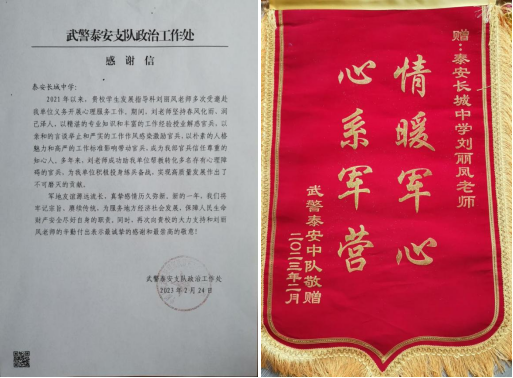 武警泰安支队政治工作处
感谢信
泰安长城中学：
2021年以来，贵校学生发展指导科刘丽凤老师多次受邀赴
我单位义务开展心理服务工作。期间，刘老师坚持春风化雨、润
己泽人，以精湛的专业知识和丰富的工作经验授业解惑官兵，以
亲和的言谈举止和严实的工作作风感染激励官兵，以朴素的人格
魅力和高严的工作标准影响带动官兵，成为我部官兵信任尊重的
知心人。多年来，刘老师成功给我单位帮教转化多名存有心理障
碍的官兵，为我单位积极投身练兵备战，实现高质量发展作出了
不可磨灭的贡献。
军地友谊源远流长，真挚感情历久弥新。新的一年，我们将
牢记宗旨、赓续传统，为服务地方经济社会发展、保障人民生命
财产安全尽好自身的职责，同时，再次向贵校的大力支持和刘丽
凤老师的辛勤付出表示最诚挚的感谢和最崇高的敬意！
武警泰安支队政治工作处
2023年2月24日
赠：泰安长城中学刘丽凤老师
情暖军心
心系军营
武警泰安中队敬赠
二〇二三年二月